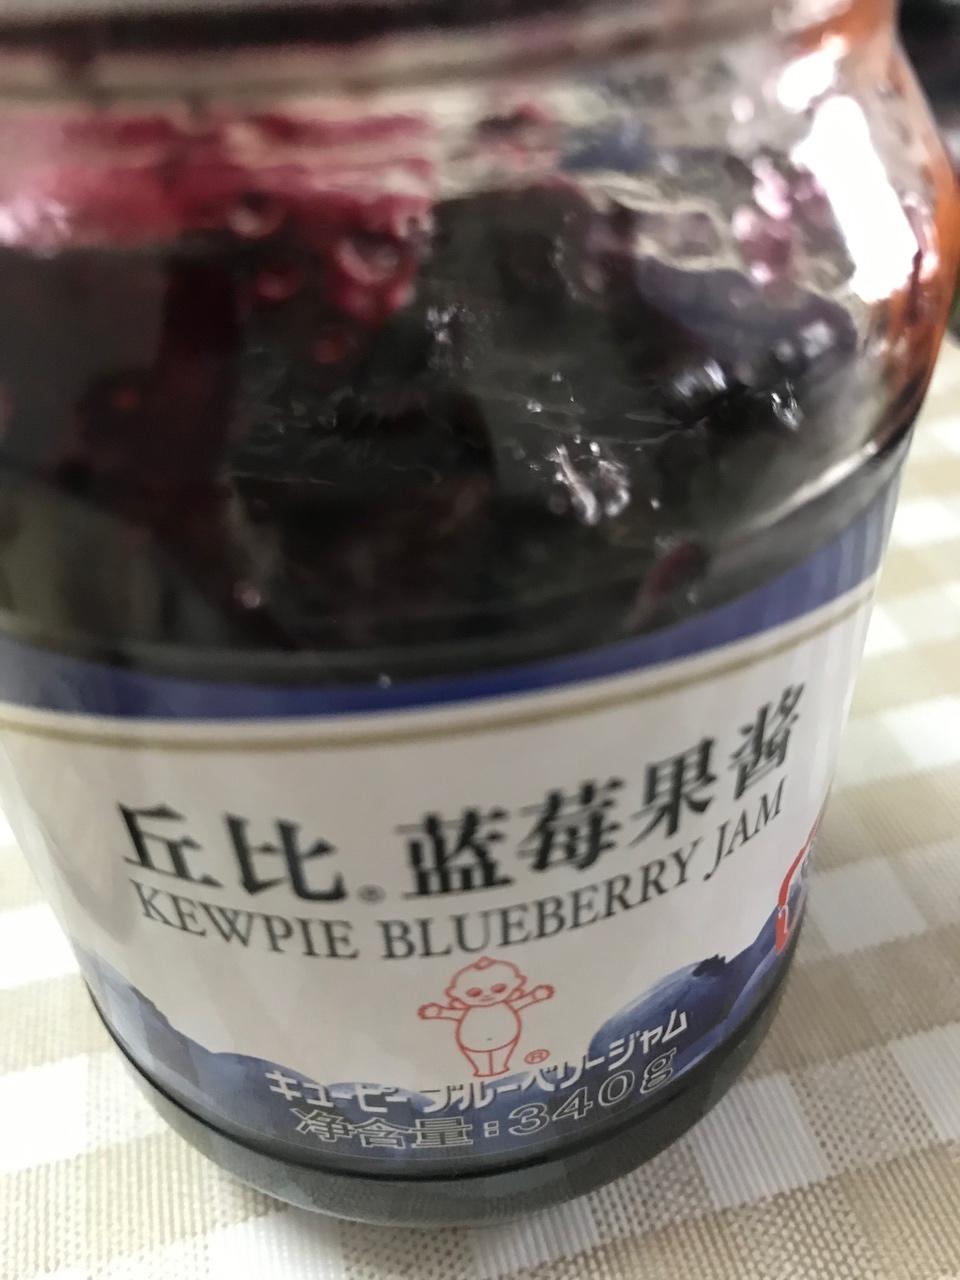 丘比® 蓝莓果酱
KEWPIE BLUEBERRY JAM
®
キユーピー ブルーベリージャム
净含量:340g